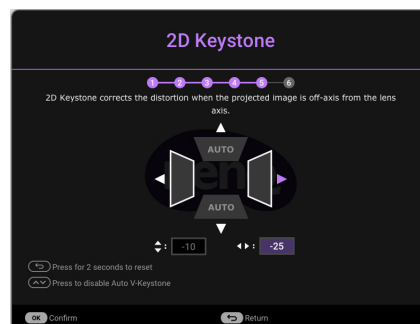 2D Keystone
1 2 3 4 5 6
2D Keystone corrects the distortion when the projected image is off-axis from the lens
axis.
AUTO
AUTO
: -10 : -25
Press for 2 seconds to reset
Press to disable Auto V-Keystone
OK Confirm Return